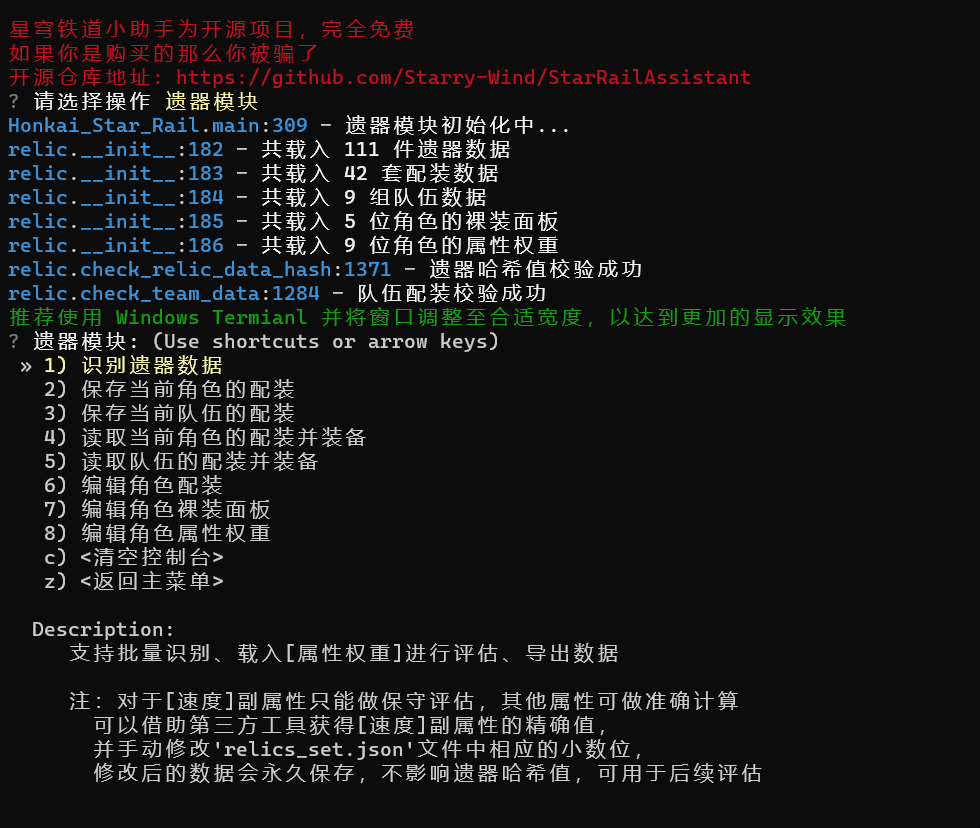 星穹铁道小助手为开源项目，完全免费
如果你是购买的那么你被骗了
开源仓库地址：https://github.com/Starry-Wind/StarRailAssistant
? 请选择操作 遗器模块
Honkai_Star_Rail.main:309 - 遗器模块初始化中...
relic.__init__:182 - 共载入 111 件遗器数据
relic.__init__:183 - 共载入 42 套配装数据
relic.__init__:184 - 共载入 9 组队伍数据
relic.__init__:185 - 共载入 5 位角色的裸装面板
relic.__init__:186 - 共载入 9 位角色的属性权重
relic.check_relic_data_hash:1371 - 遗器哈希值校验成功
relic.check_team_data:1284 - 队伍配装校验成功
推荐使用 Windows Termianl 并将窗口调整至合适宽度，以达到更加的显示效果
? 遗器模块：(Use shortcuts or arrow keys)
» 1) 识别遗器数据
2) 保存当前角色的配装
3) 保存当前队伍的配装
4) 读取当前角色的配装并装备
5) 读取队伍的配装并装备
6) 编辑角色配装
7) 编辑角色裸装面板
8) 编辑角色属性权重
c) <清空控制台>
z) <返回主菜单>
Description:
支持批量识别、载入[属性权重]进行评估、导出数据
注：对于[速度]副属性只能做保守评估，其他属性可做准确计算
可以借助第三方工具获得[速度]副属性的精确值，
并手动修改'relics_set.json'文件中相应的小数位，
修改后的数据会永久保存，不影响遗器哈希值，可用于后续评估